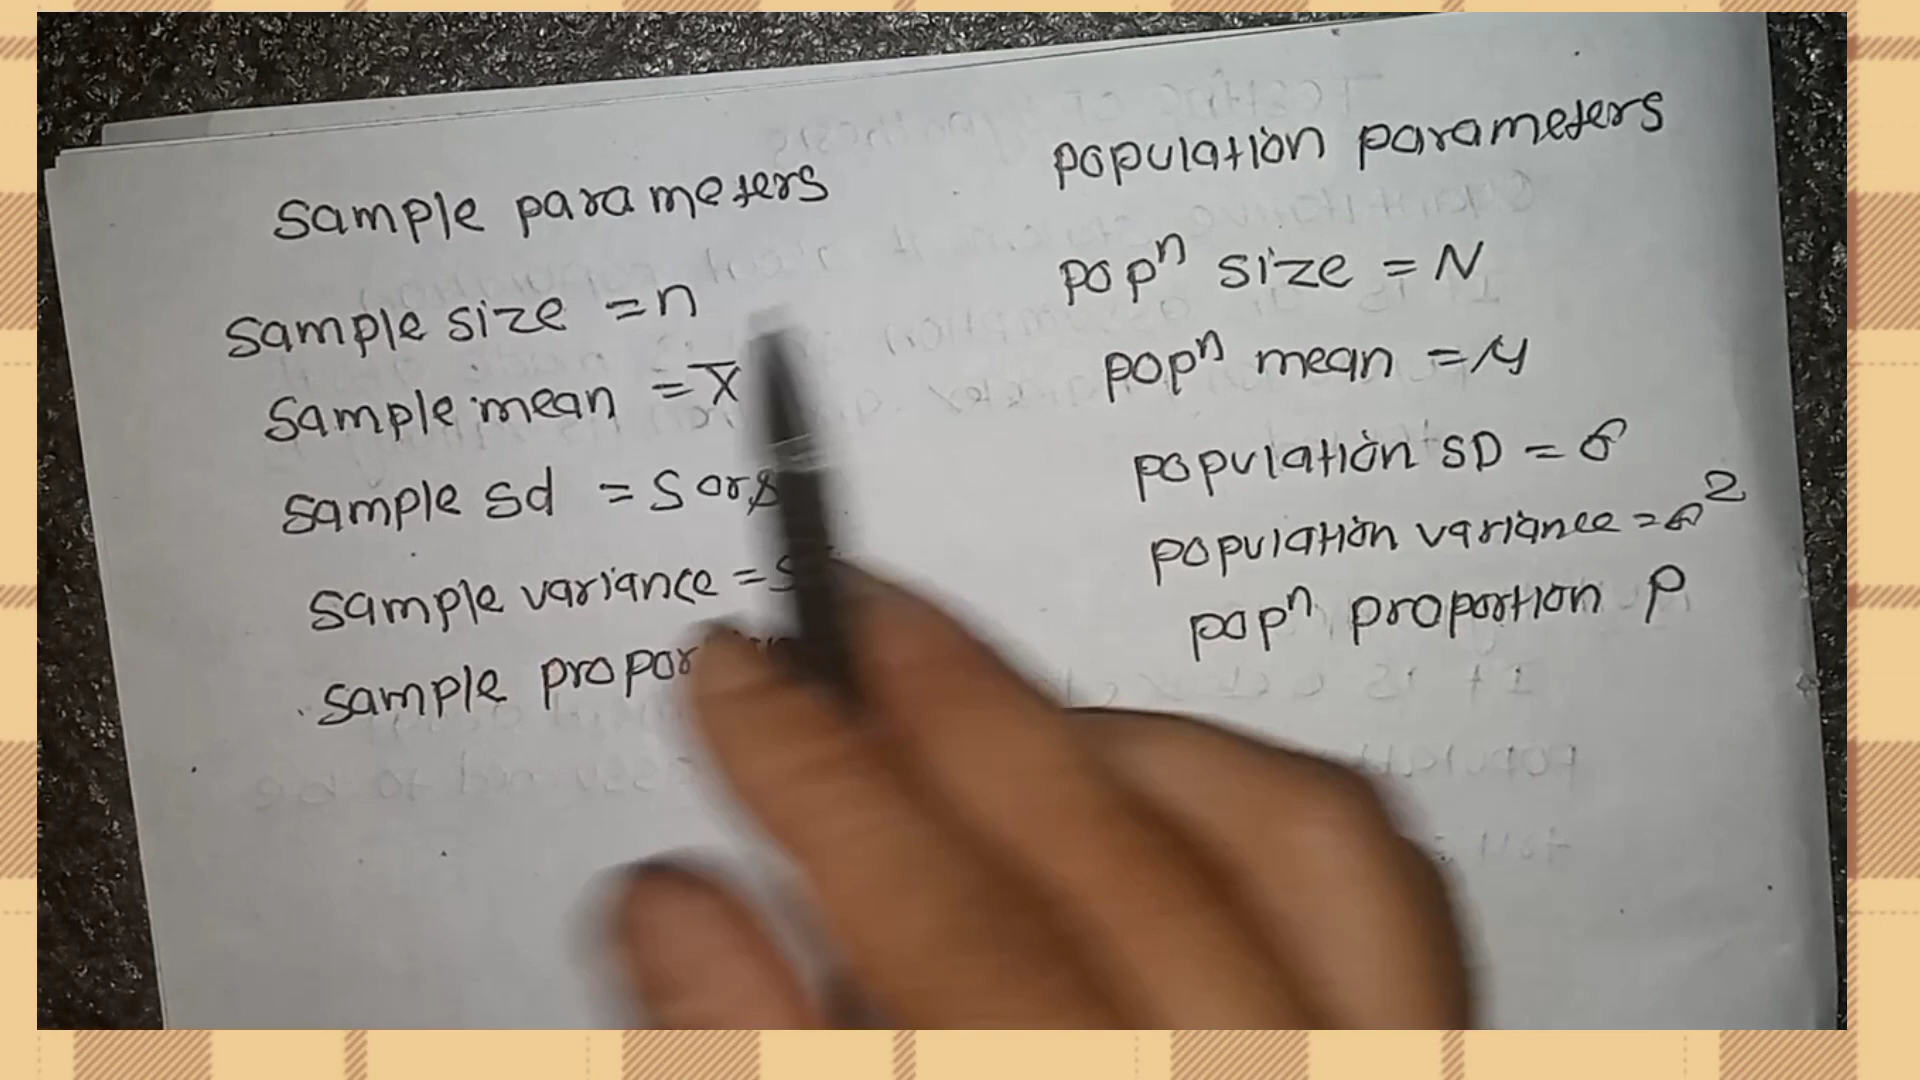 sample parameters
sample size = n
sample mean = x̅
sample sd = S or s
sample variance = S
sample
population parameters
popⁿ size = N
popⁿ mean = μ
population SD = σ
population variance = σ²
popⁿ proportion P